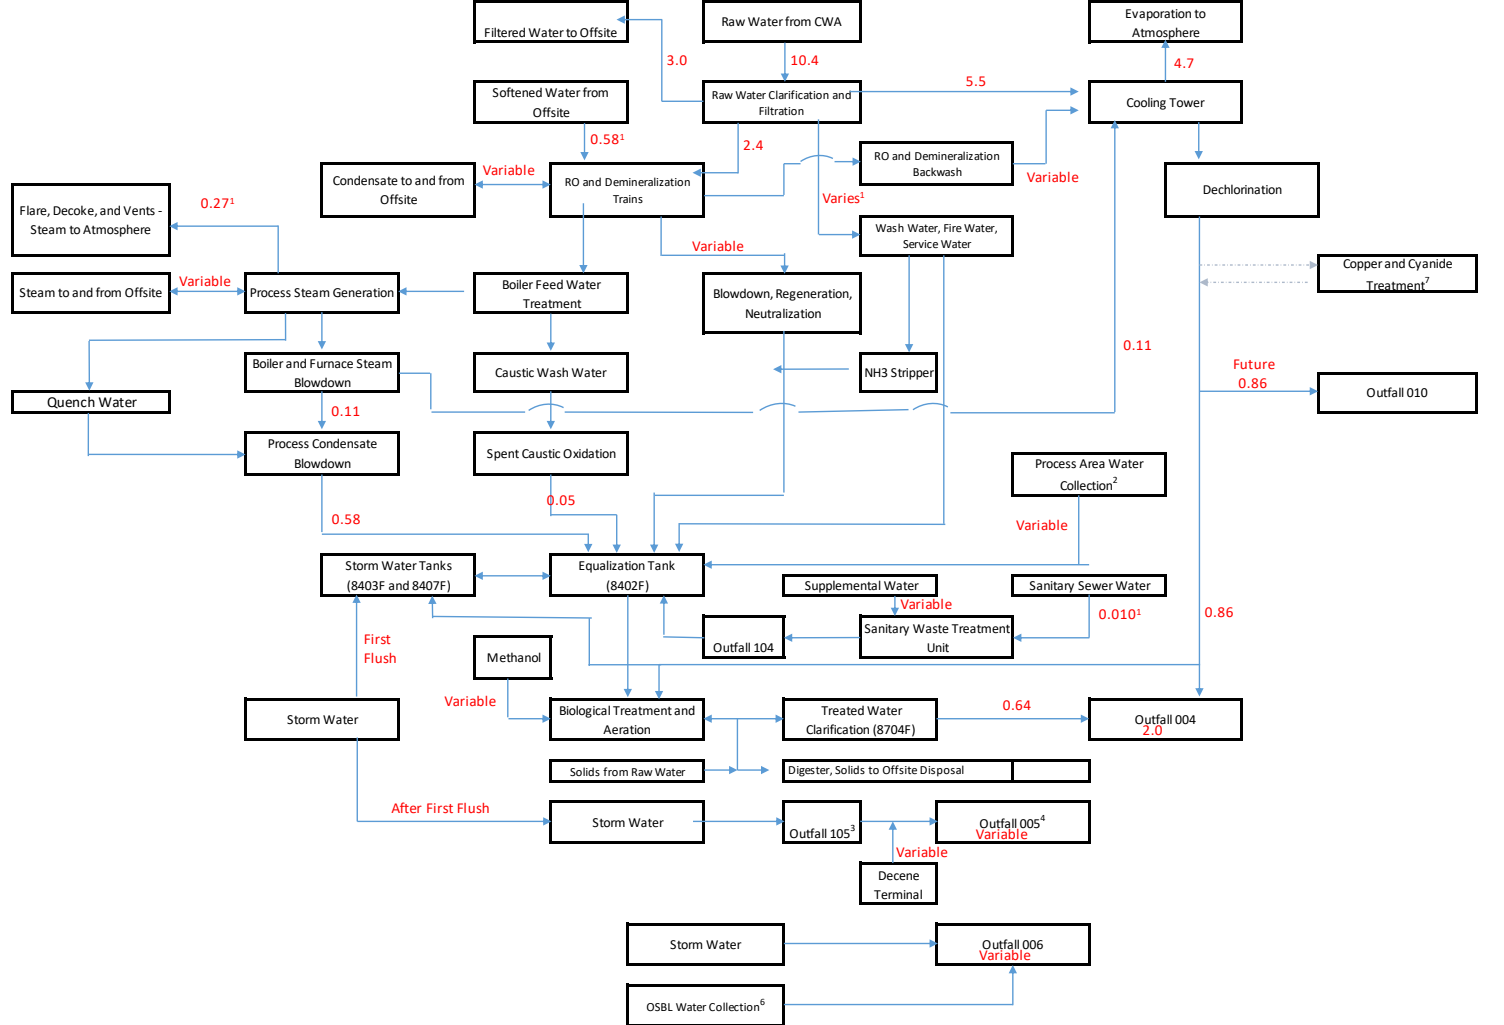 Filtered Water to Offsite
Raw Water from CWA
Evaporation to
Atmosphere
3.0
10.4
4.7
Softened Water from
Offsite
Raw Water Clarification and
Filtration
5.5
Cooling Tower
0.58¹
2.4
Condensate to and from
Offsite
Variable
RO and Demineralization
Trains
RO and Demineralization
Backwash
Variable
Dechlorination
Flare, Decoke, and Vents -
Steam to Atmosphere
0.27¹
Varies¹
Wash Water, Fire Water,
Service Water
Variable
Steam to and from Offsite
Variable
Process Steam Generation
Boiler Feed Water
Treatment
Blowdown, Regeneration,
Neutralization
Copper and Cyanide
Treatment⁷
Boiler and Furnace Steam
Blowdown
Caustic Wash Water
NH3 Stripper
0.11
Future
0.86
Outfall 010
Quench Water
0.11
Process Condensate
Blowdown
Spent Caustic Oxidation
Process Area Water
Collection²
0.05
0.58
Variable
Storm Water Tanks
(8403F and 8407F)
Equalization Tank
(8402F)
Supplemental Water
Sanitary Sewer Water
Variable
0.010¹
0.86
First
Flush
Outfall 104
Sanitary Waste Treatment
Unit
Methanol
Variable
Storm Water
Biological Treatment and
Aeration
Treated Water
Clarification (8704F)
0.64
Outfall 004
2.0
Solids from Raw Water
Digester, Solids to Offsite Disposal
After First Flush
Storm Water
Outfall 105³
Outfall 005⁴
Variable
Variable
Decene
Terminal
Storm Water
Outfall 006
Variable
OSBL Water Collection⁶